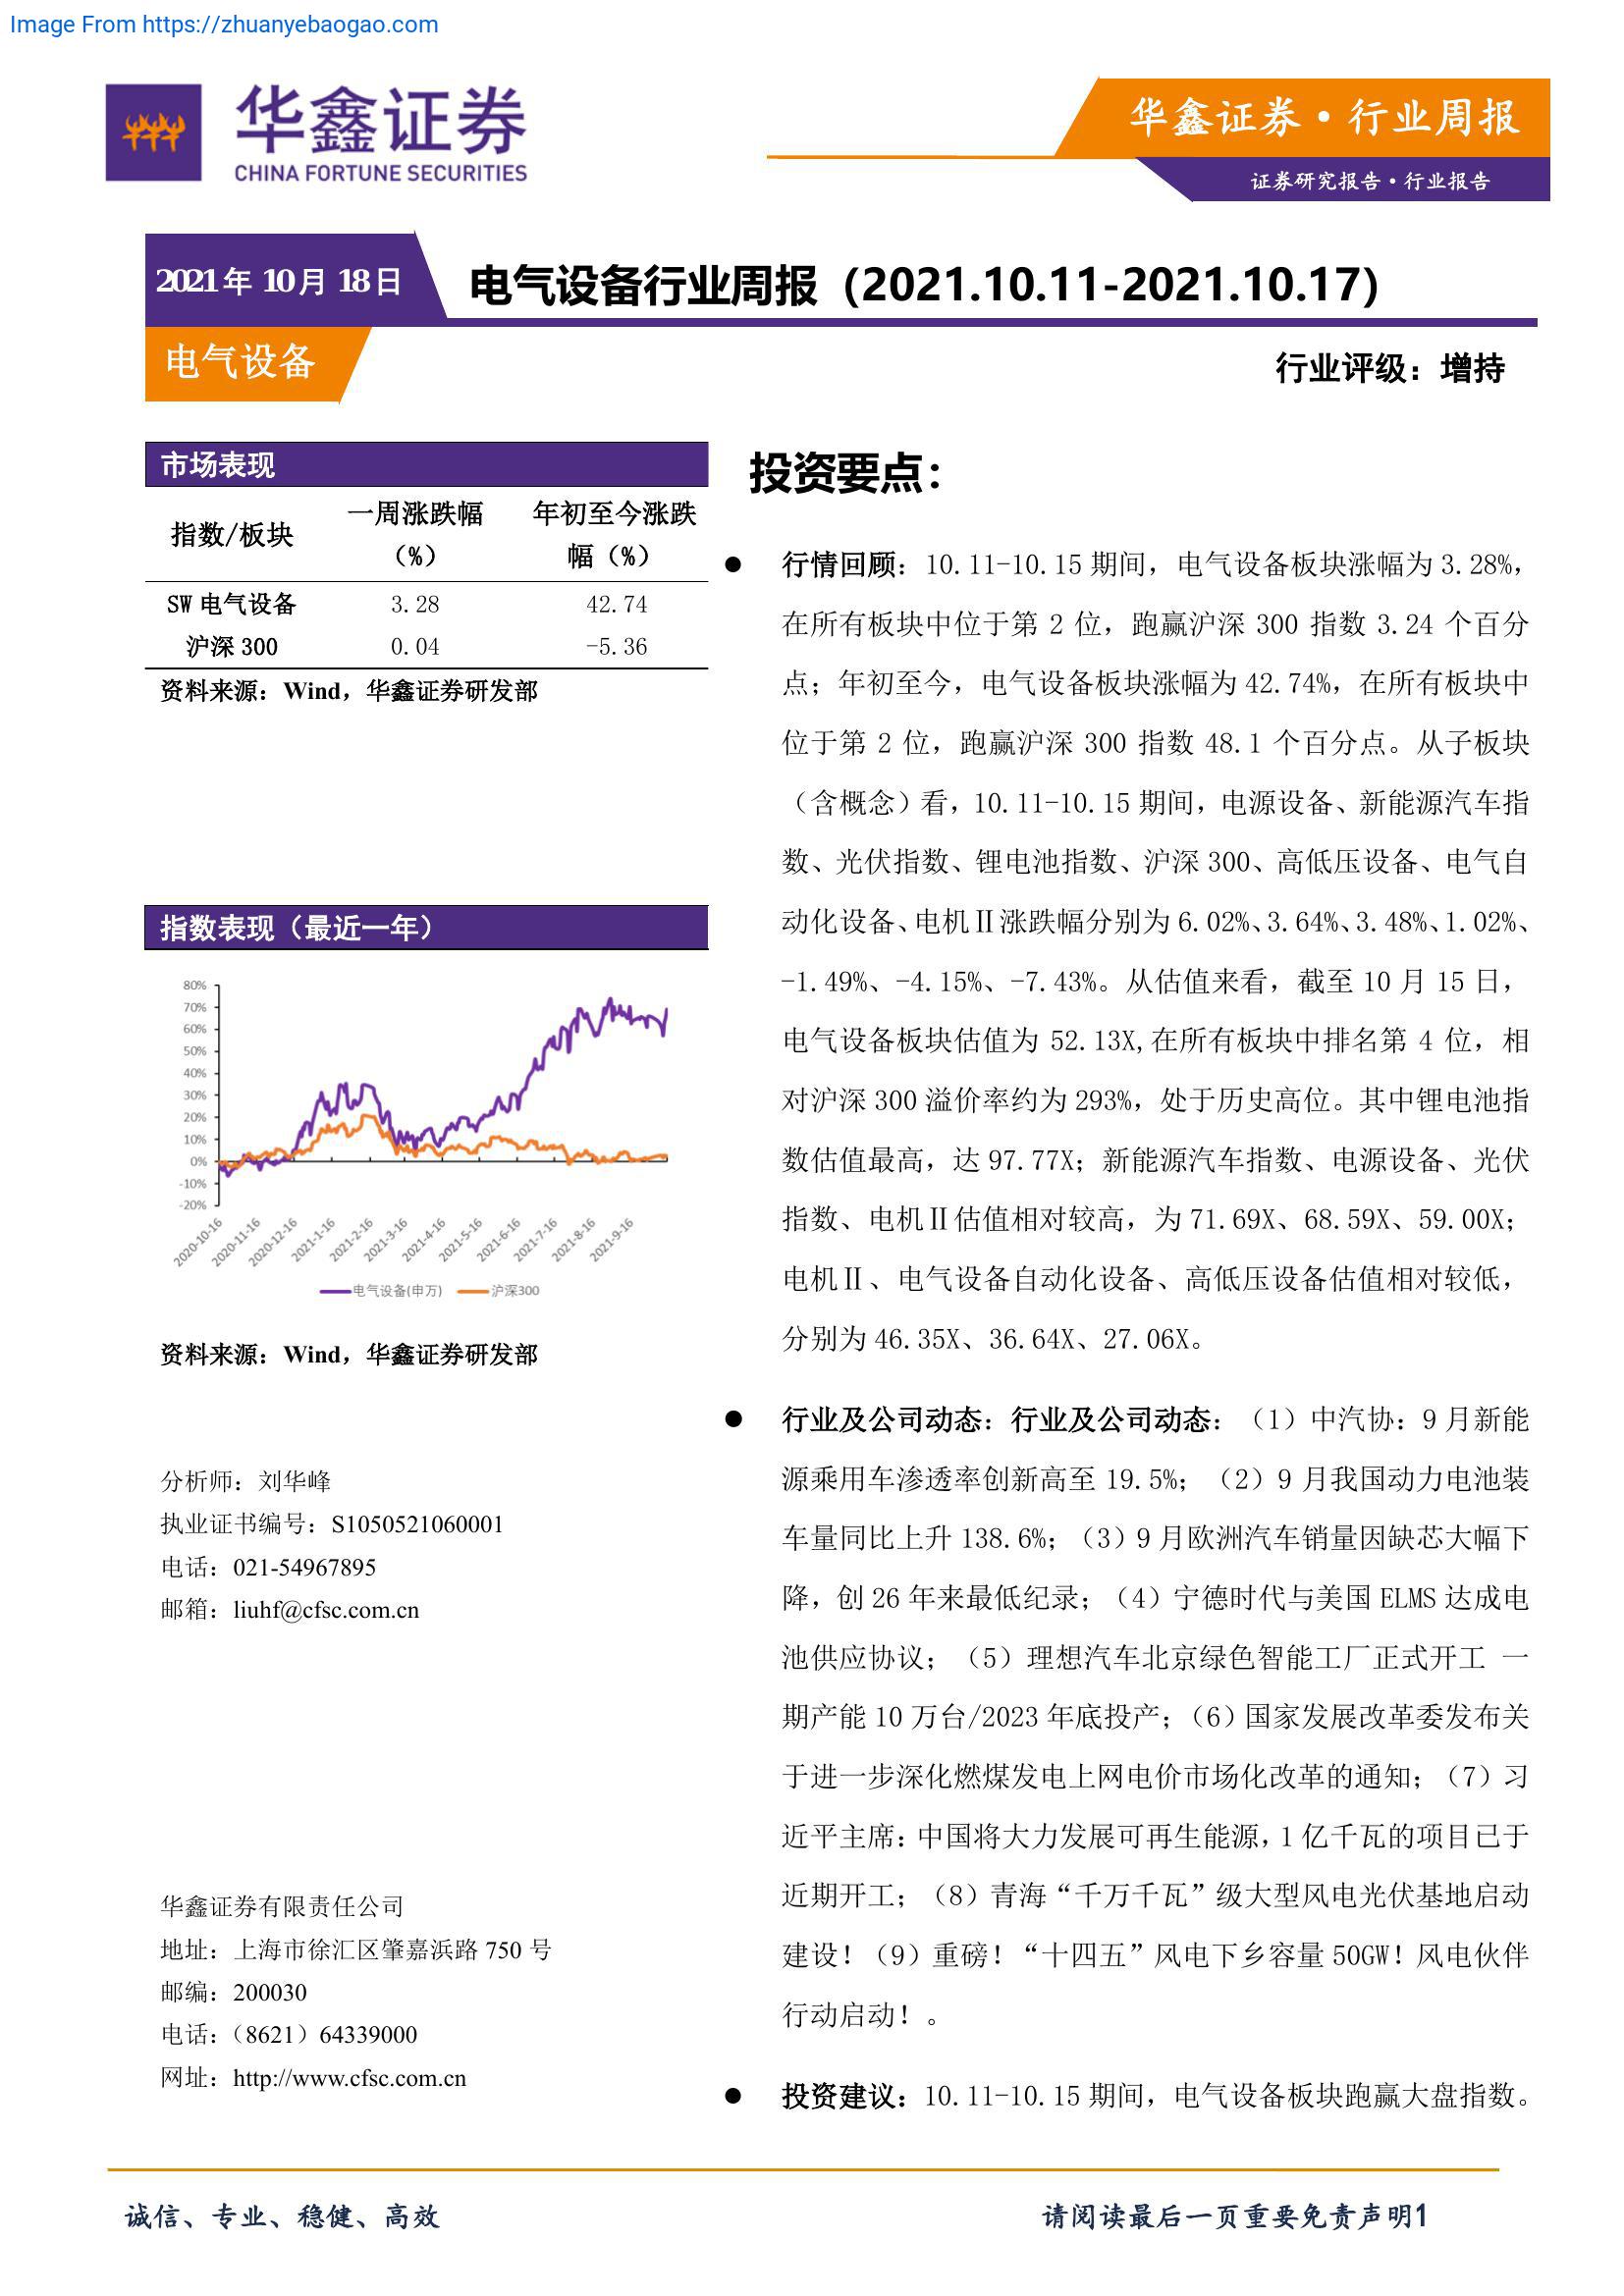 Image From https://zhuanyebaogao.com
华鑫证券
CHINA FORTUNE SECURITIES
华鑫证券·行业周报
证券研究报告·行业报告
2021年10月18日
电气设备行业周报(2021.10.11-2021.10.17)
电气设备
行业评级：增持
市场表现
指数/板块 一周涨跌幅（%） 年初至今涨跌幅（%）
SW 电气设备 3.28 42.74
沪深 300 0.04 -5.36
资料来源：Wind，华鑫证券研发部
指数表现（最近一年）
80%
70%
60%
50%
40%
30%
20%
10%
0%
-10%
-20%
2020-10-16
2020-11-16
2020-12-16
2021-1-16
2021-2-16
2021-3-16
2021-4-16
2021-5-16
2021-6-16
2021-7-16
2021-8-16
2021-9-16
电气设备(申万) 沪深300
资料来源：Wind，华鑫证券研发部
分析师：刘华峰
执业证书编号：S1050521060001
电话：021-54967895
邮箱：liuhf@cfsc.com.cn
华鑫证券有限责任公司
地址：上海市徐汇区肇嘉浜路 750 号
邮编：200030
电话：（8621）64339000
网址：http://www.cfsc.com.cn
投资要点：
● 行情回顾：10.11-10.15 期间，电气设备板块涨幅为 3.28%，
在所有板块中位于第 2 位，跑赢沪深 300 指数 3.24 个百分
点；年初至今，电气设备板块涨幅为 42.74%，在所有板块中
位于第 2 位，跑赢沪深 300 指数 48.1 个百分点。从子板块
（含概念）看，10.11-10.15 期间，电源设备、新能源汽车指
数、光伏指数、锂电池指数、沪深 300、高低压设备、电气自
动化设备、电机Ⅱ涨跌幅分别为 6.02%、3.64%、3.48%、1.02%、
-1.49%、-4.15%、-7.43%。从估值来看，截至 10 月 15 日，
电气设备板块估值为 52.13X,在所有板块中排名第 4 位，相
对沪深 300 溢价率约为 293%，处于历史高位。其中锂电池指
数估值最高，达 97.77X；新能源汽车指数、电源设备、光伏
指数、电机Ⅱ估值相对较高，为 71.69X、68.59X、59.00X；
电机Ⅱ、电气设备自动化设备、高低压设备估值相对较低，
分别为 46.35X、36.64X、27.06X。
● 行业及公司动态：行业及公司动态：（1）中汽协：9 月新能
源乘用车渗透率创新高至 19.5%；（2）9 月我国动力电池装
车量同比上升 138.6%；（3）9 月欧洲汽车销量因缺芯大幅下
降，创 26 年来最低纪录；（4）宁德时代与美国 ELMS 达成电
池供应协议；（5）理想汽车北京绿色智能工厂正式开工 一
期产能 10 万台/2023 年底投产；（6）国家发展改革委发布关
于进一步深化燃煤发电上网电价市场化改革的通知；（7）习
近平主席：中国将大力发展可再生能源，1 亿千瓦的项目已于
近期开工；（8）青海“千万千瓦”级大型风电光伏基地启动
建设！（9）重磅！“十四五”风电下乡容量 50GW！风电伙伴
行动启动！。
● 投资建议：10.11-10.15 期间，电气设备板块跑赢大盘指数。
诚信、专业、稳健、高效
请阅读最后一页重要免责声明1